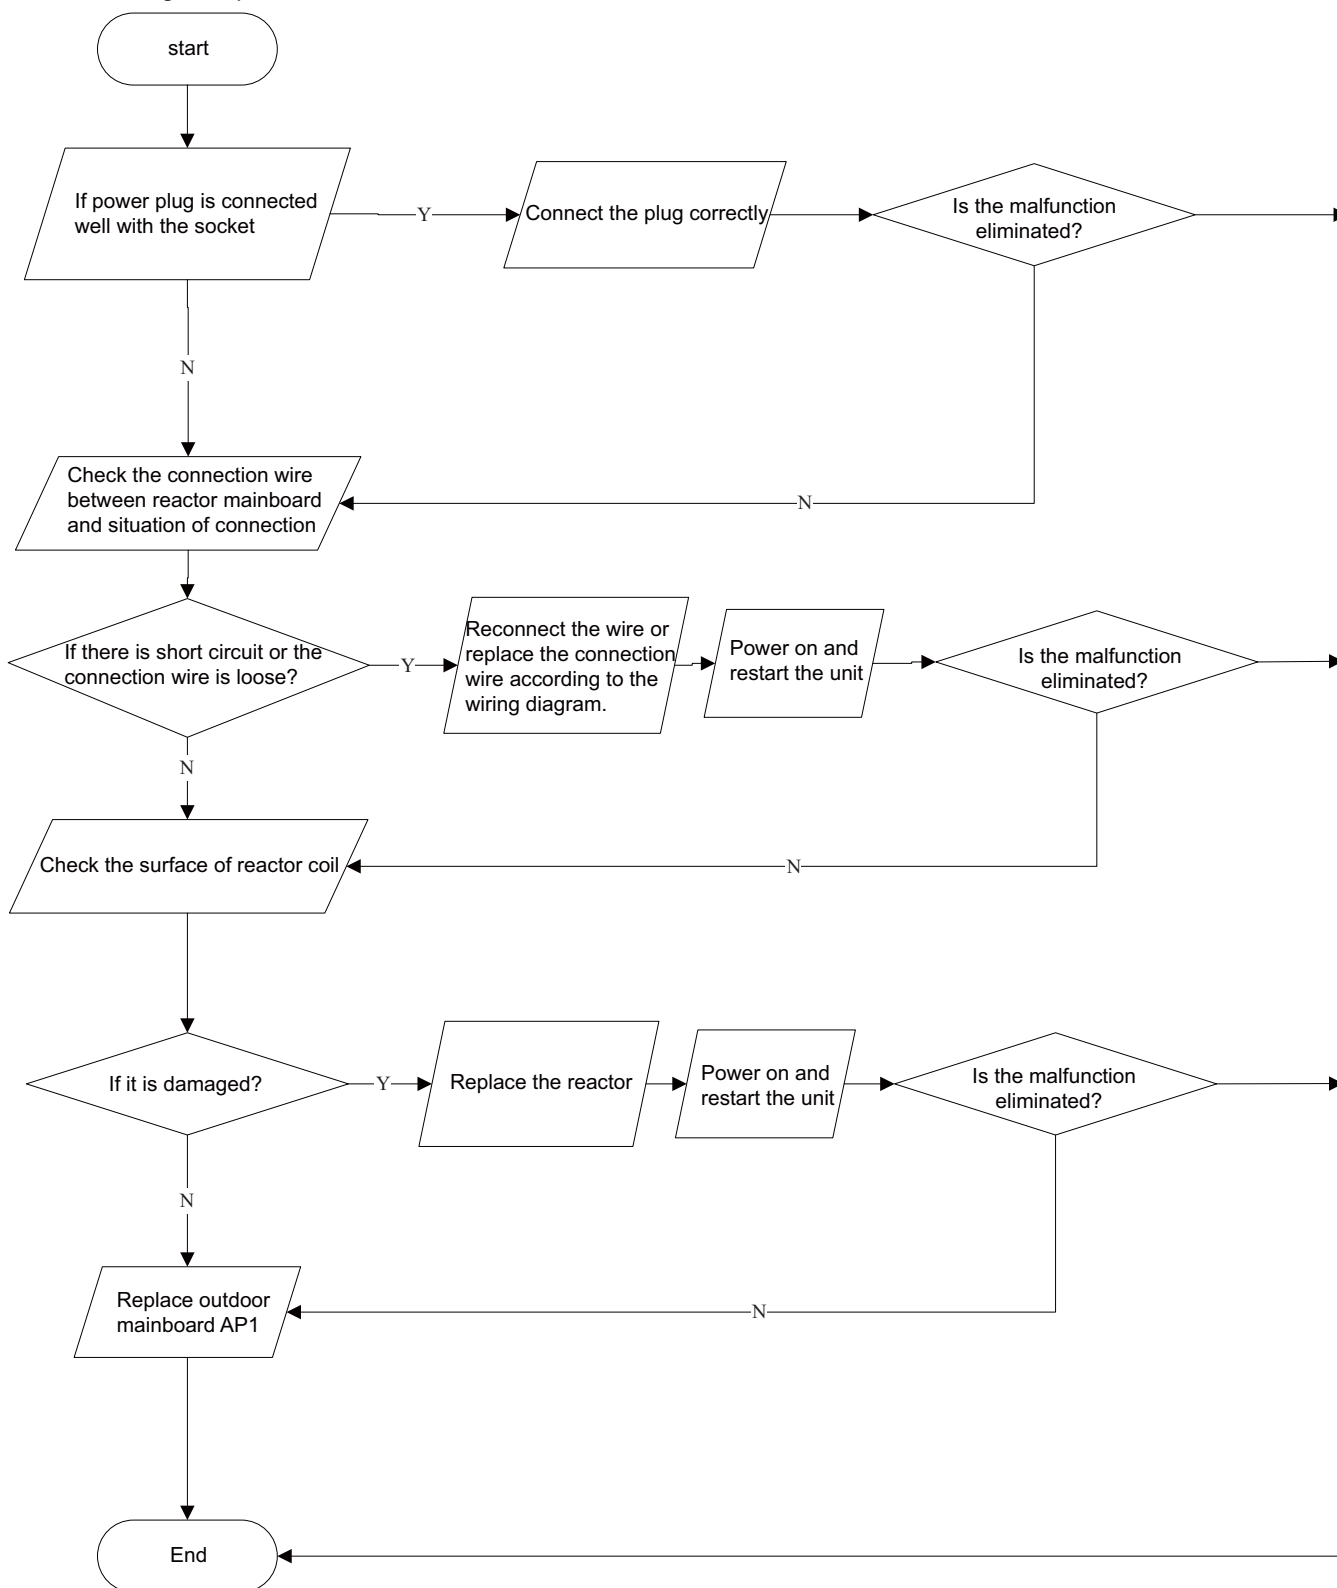 start
If power plug is connected
well with the socket
Y
Connect the plug correctly
Is the malfunction
eliminated?
N
Check the connection wire
between reactor mainboard
and situation of connection
N
If there is short circuit or the
connection wire is loose?
Y
Reconnect the wire or
replace the connection
wire according to the
wiring diagram.
Power on and
restart the unit
Is the malfunction
eliminated?
N
Check the surface of reactor coil
N
If it is damaged?
Y
Replace the reactor
Power on and
restart the unit
Is the malfunction
eliminated?
N
Replace outdoor
mainboard AP1
N
End